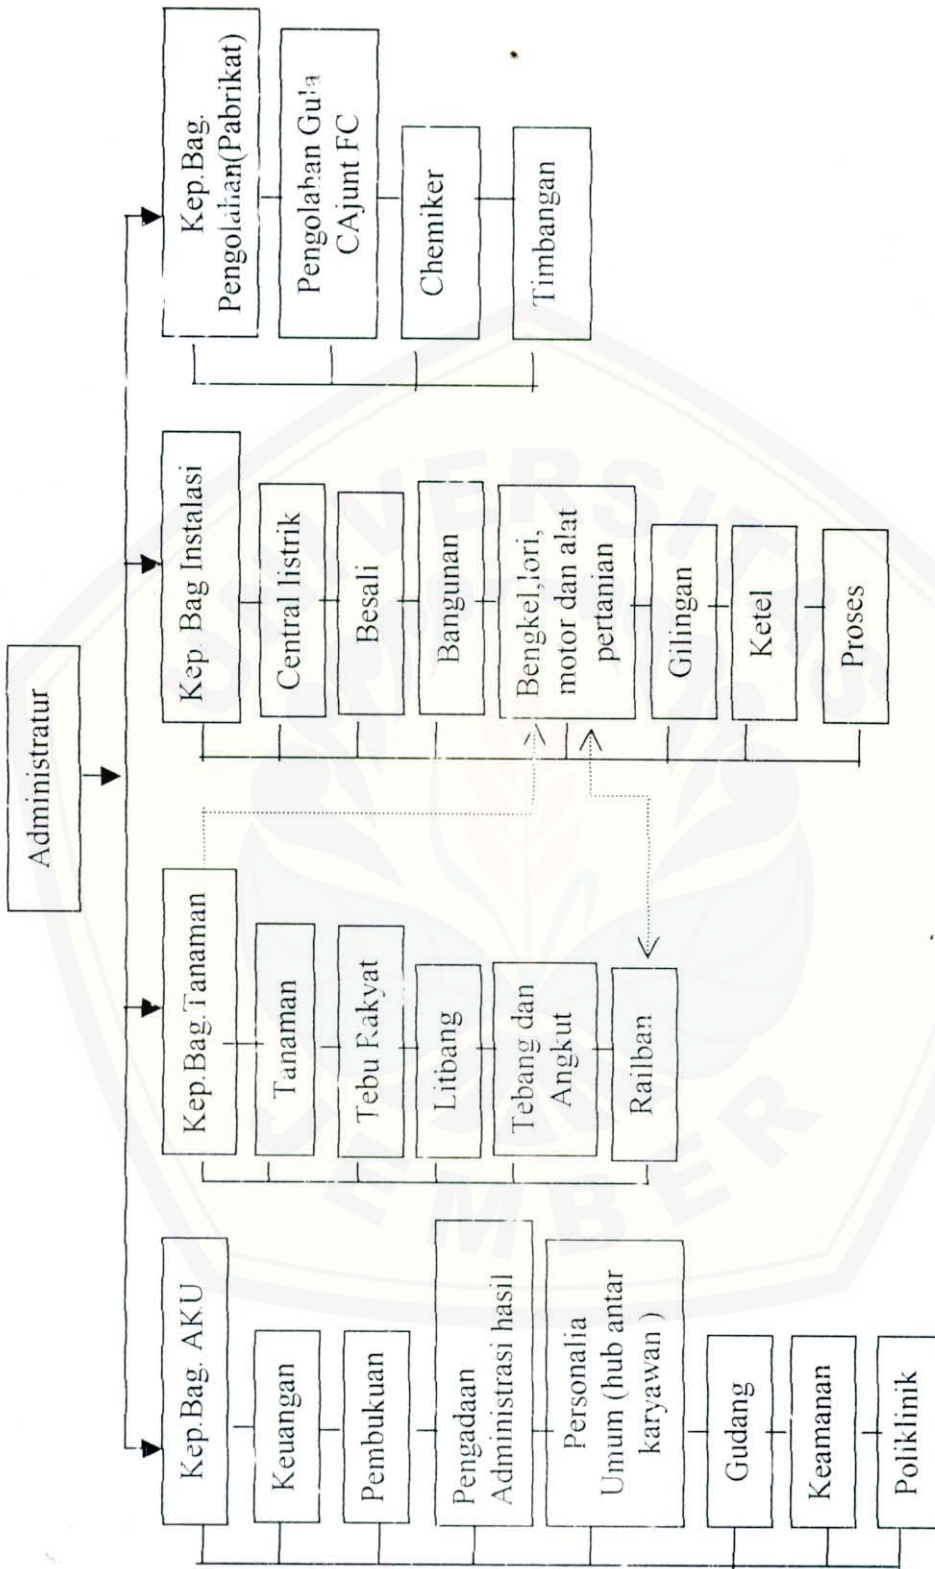 Administratur
Kep.Bag. AKU
Keuangan
Pembukuan
Pengadaan
Administrasi hasil
Personalia
Umum (hub antar
karyawan )
Gudang
Keamanan
Poliklinik
Kep.Bag.Tanaman
Tanaman
Tebu Rakyat
Litbang
Tebang dan
Angkut
Railban
Kep. Bag Instalasi
Central listrik
Besali
Bangunan
Bengkel,lori,
motor dan alat
pertanian
Gilingan
Ketel
Proses
Kep.Bag.
Pengolahan(Pabrikat)
Pengolahan Gula
CAjunt FC
Chemiker
Timbangan
UNIVERSITAS
JEMBER